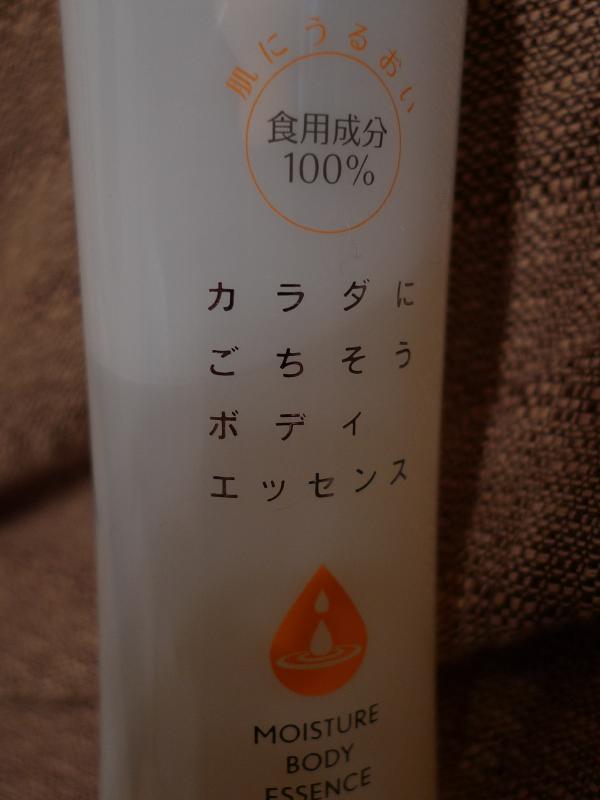 肌にうるおい
食用成分
100%
カラダに
ごちそう
ボディ
エッセンス
MOISTURE
BODY
ESSENCE